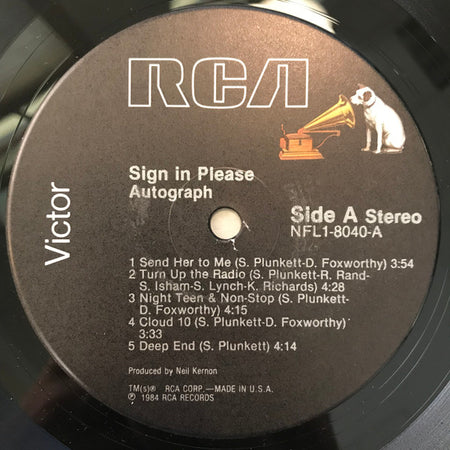 RCA
Victor
Sign in Please
Autograph
Side A Stereo
NFL1-8040-A
1 Send Her to Me (S. Plunkett-D. Foxworthy) 3:54
2 Turn Up the Radio (S. Plunkett-R. Rand-
S. Isham-S. Lynch-K. Richards) 4:28
3 Night Teen & Non-Stop (S. Plunkett-
D. Foxworthy) 4:15
4 Cloud 10 (S. Plunkett-D. Foxworthy)
3:33
5 Deep End (S. Plunkett) 4:14
Produced by Neil Kernon
TM(s)® RCA CORP.—MADE IN U.S.A.
℗ 1984 RCA RECORDS